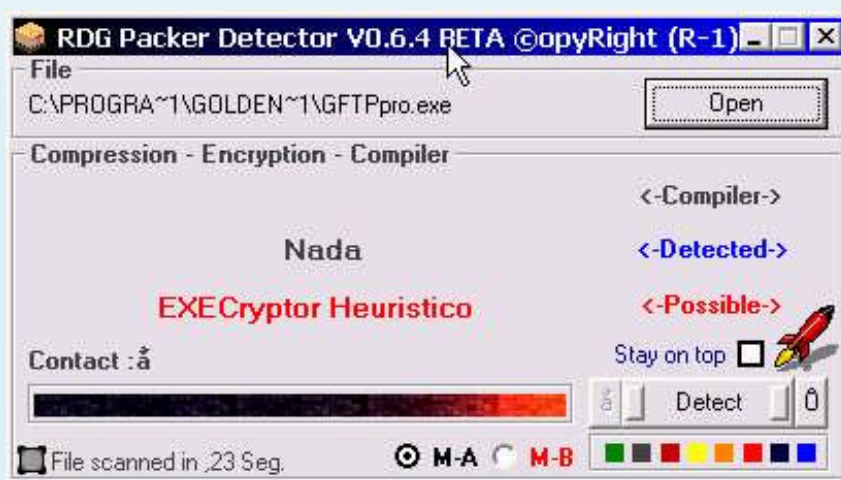 RDG Packer Detector V0.6.4 BETA ©opyRight (R-1)
File
C:\PROGRA~1\GOLDEN~1\GFTPpro.exe
Open
Compression - Encryption - Compiler
<-Compiler->
Nada
<-Detected->
EXECryptor Heuristico
<-Possible->
Stay on top
Contact :å
Detect
Ô
File scanned in ,23 Seg.
M-A
M-B